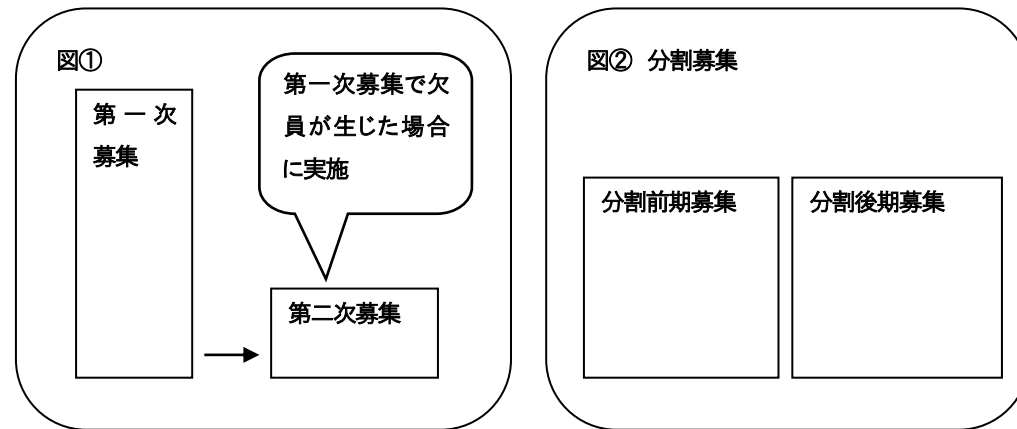 図①
第一次
募集
第一次募集で欠
員が生じた場合
に実施
第二次募集
図② 分割募集
分割前期募集
分割後期募集